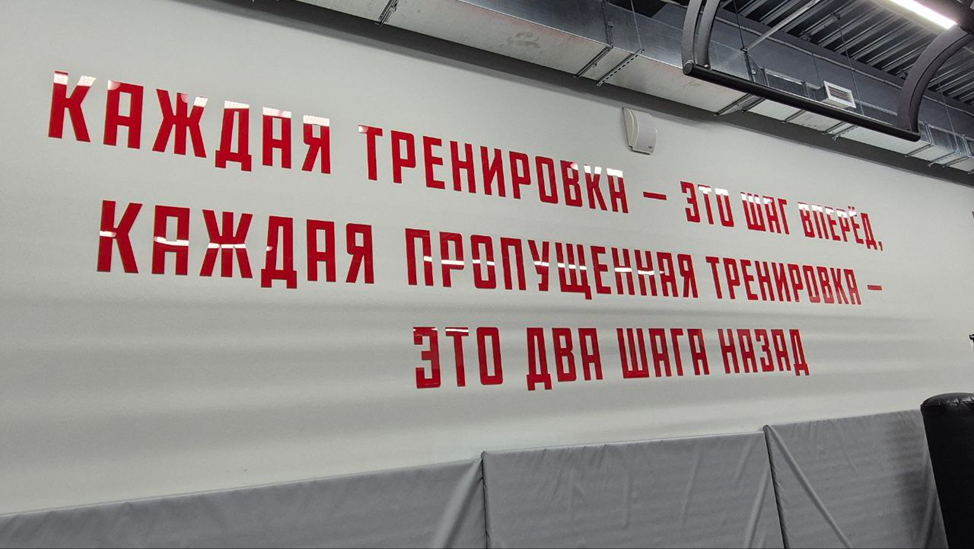 КАЖДАЯ ТРЕНИРОВКА — ЭТО ШАГ ВПЕРЁД,
КАЖДАЯ ПРОПУЩЕННАЯ ТРЕНИРОВКА —
ЭТО ДВА ШАГА НАЗАД